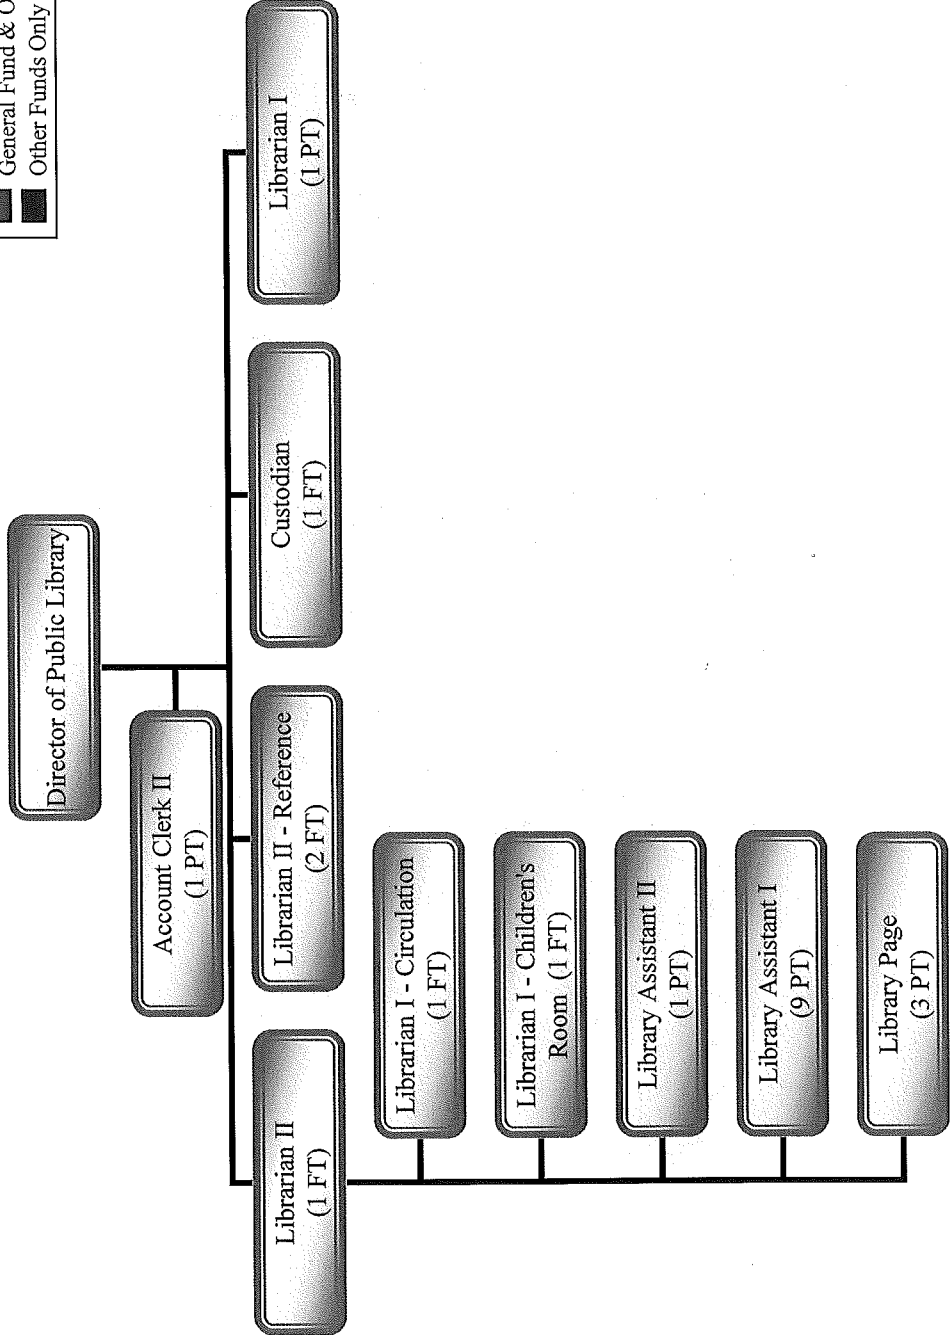 General Fund &
Other Funds Only
Director of Public Library
Account Clerk II
(1 PT)
Librarian II
(1 FT)
Librarian II - Reference
(2 FT)
Custodian
(1 FT)
Librarian I
(1 PT)
Librarian I - Circulation
(1 FT)
Librarian I - Children's
Room (1 FT)
Library Assistant II
(1 PT)
Library Assistant I
(9 PT)
Library Page
(3 PT)